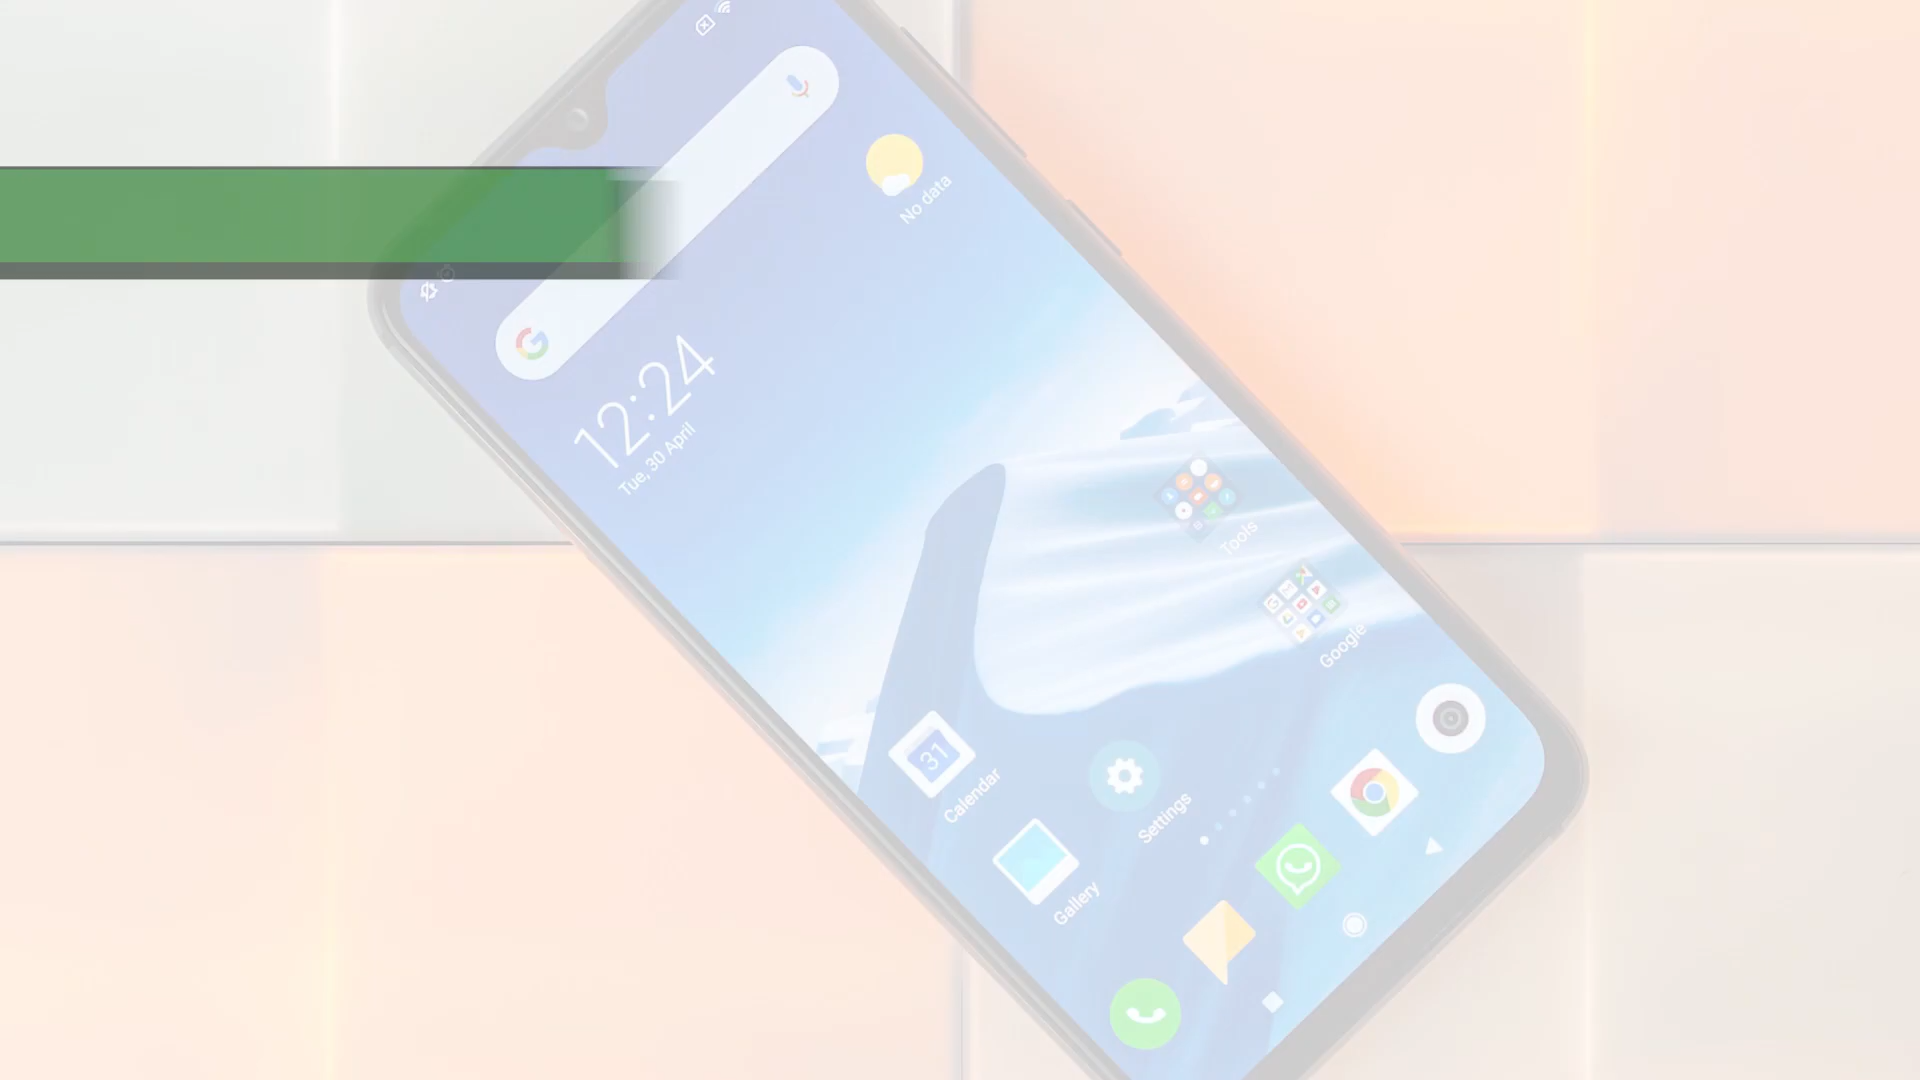 No data
12:24
Tue, 30 April
Tools
Google
31
Calendar
Settings
Gallery